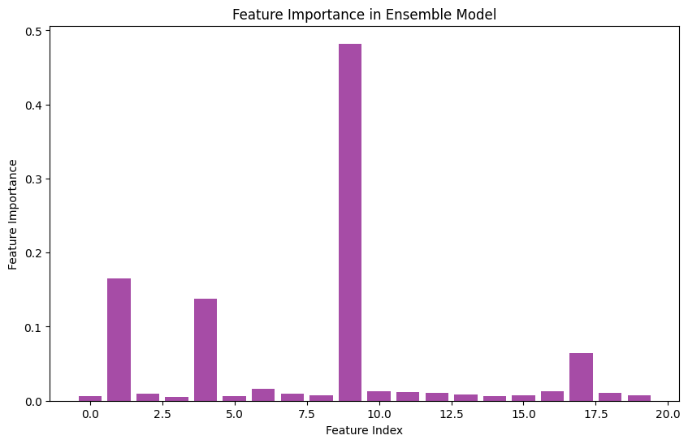 Feature Importance in Ensemble Model
Feature Importance
0.5
0.4
0.3
0.2
0.1
0.0
0.0 2.5 5.0 7.5 10.0 12.5 15.0 17.5 20.0
Feature Index